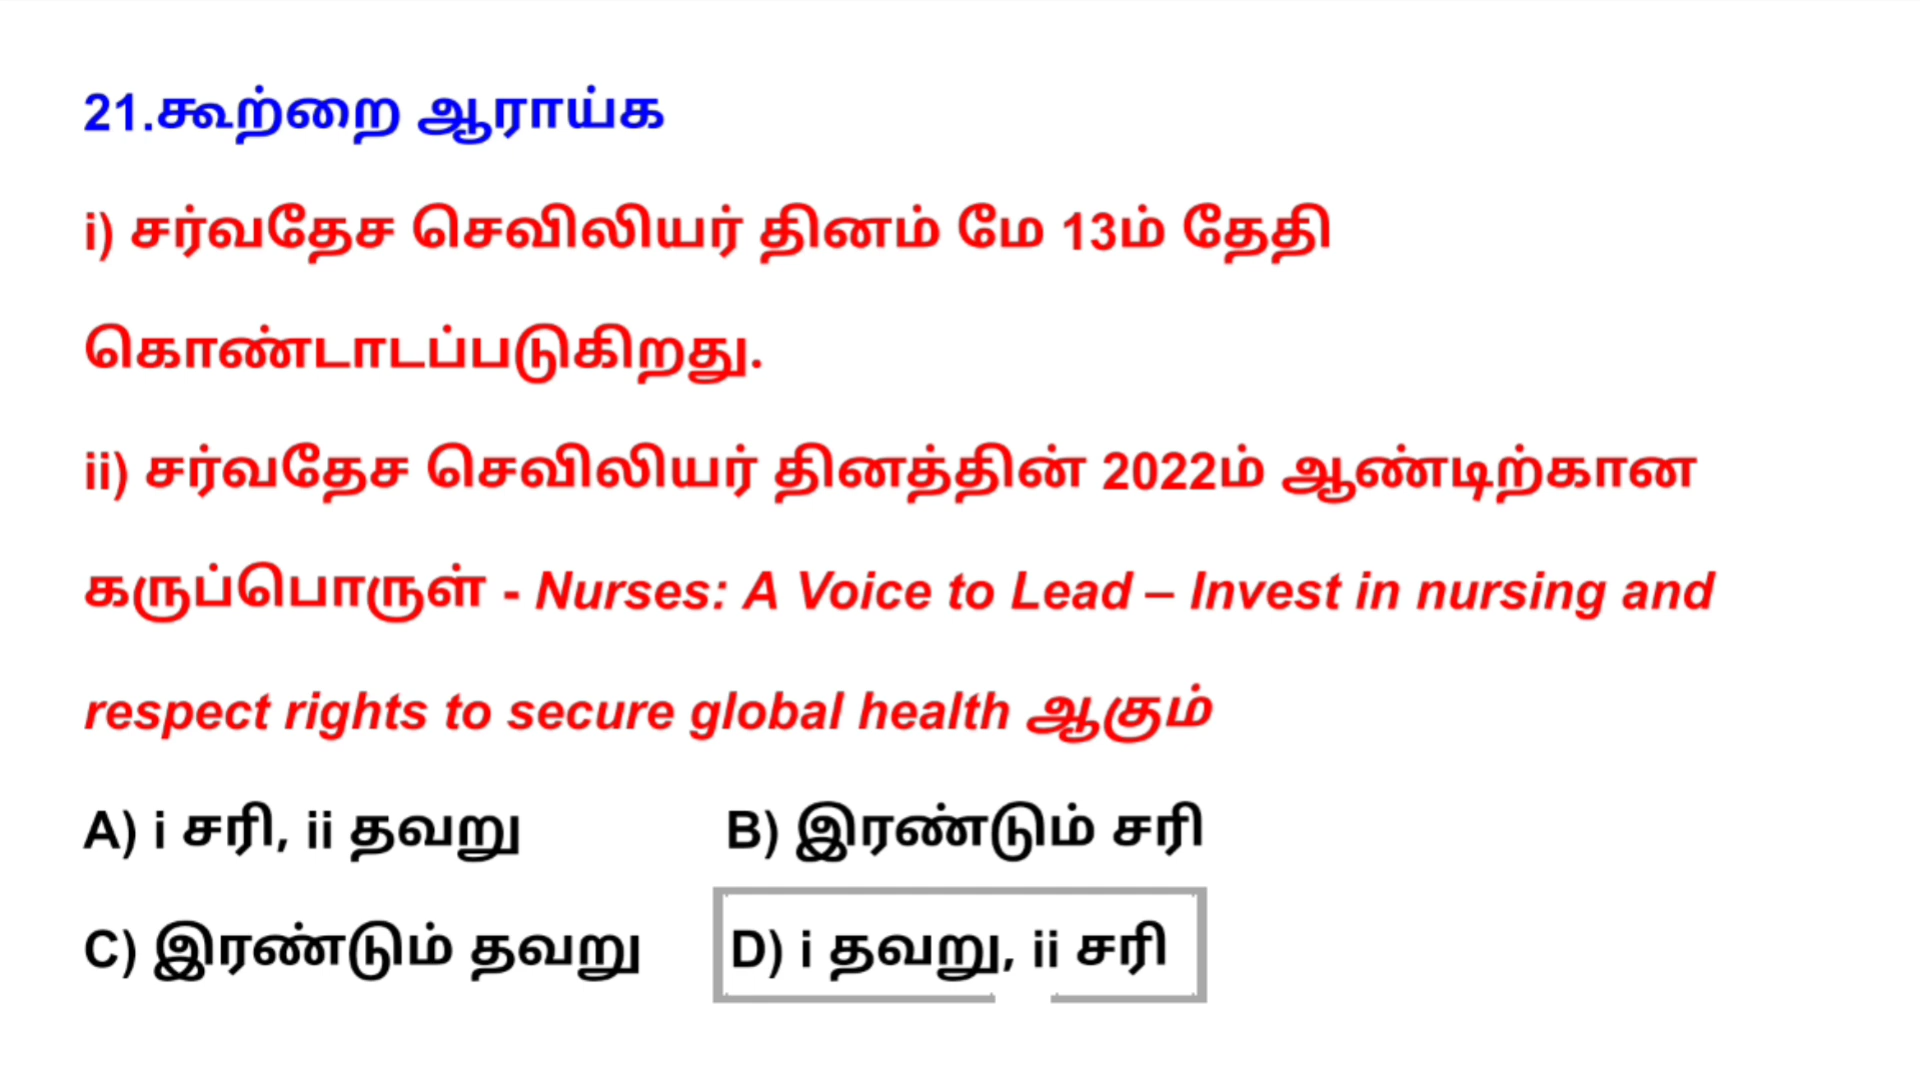 21.கூற்றை ஆராய்க
i) சர்வதேச செவிலியர் தினம் மே 13ம் தேதி
கொண்டாடப்படுகிறது.
ii) சர்வதேச செவிலியர் தினத்தின் 2022ம் ஆண்டிற்கான
கருப்பொருள் - Nurses: A Voice to Lead – Invest in nursing and
respect rights to secure global health ஆகும்
A) i சரி, ii தவறு B) இரண்டும் சரி
C) இரண்டும் தவறு D) i தவறு, ii சரி